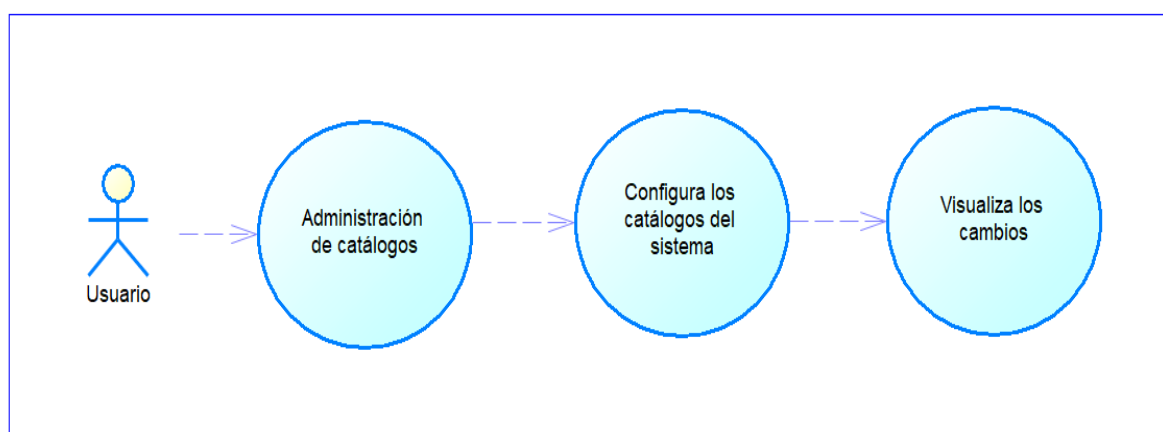 Usuario
Administración
de catálogos
Configura los
catálogos del
sistema
Visualiza los
cambios